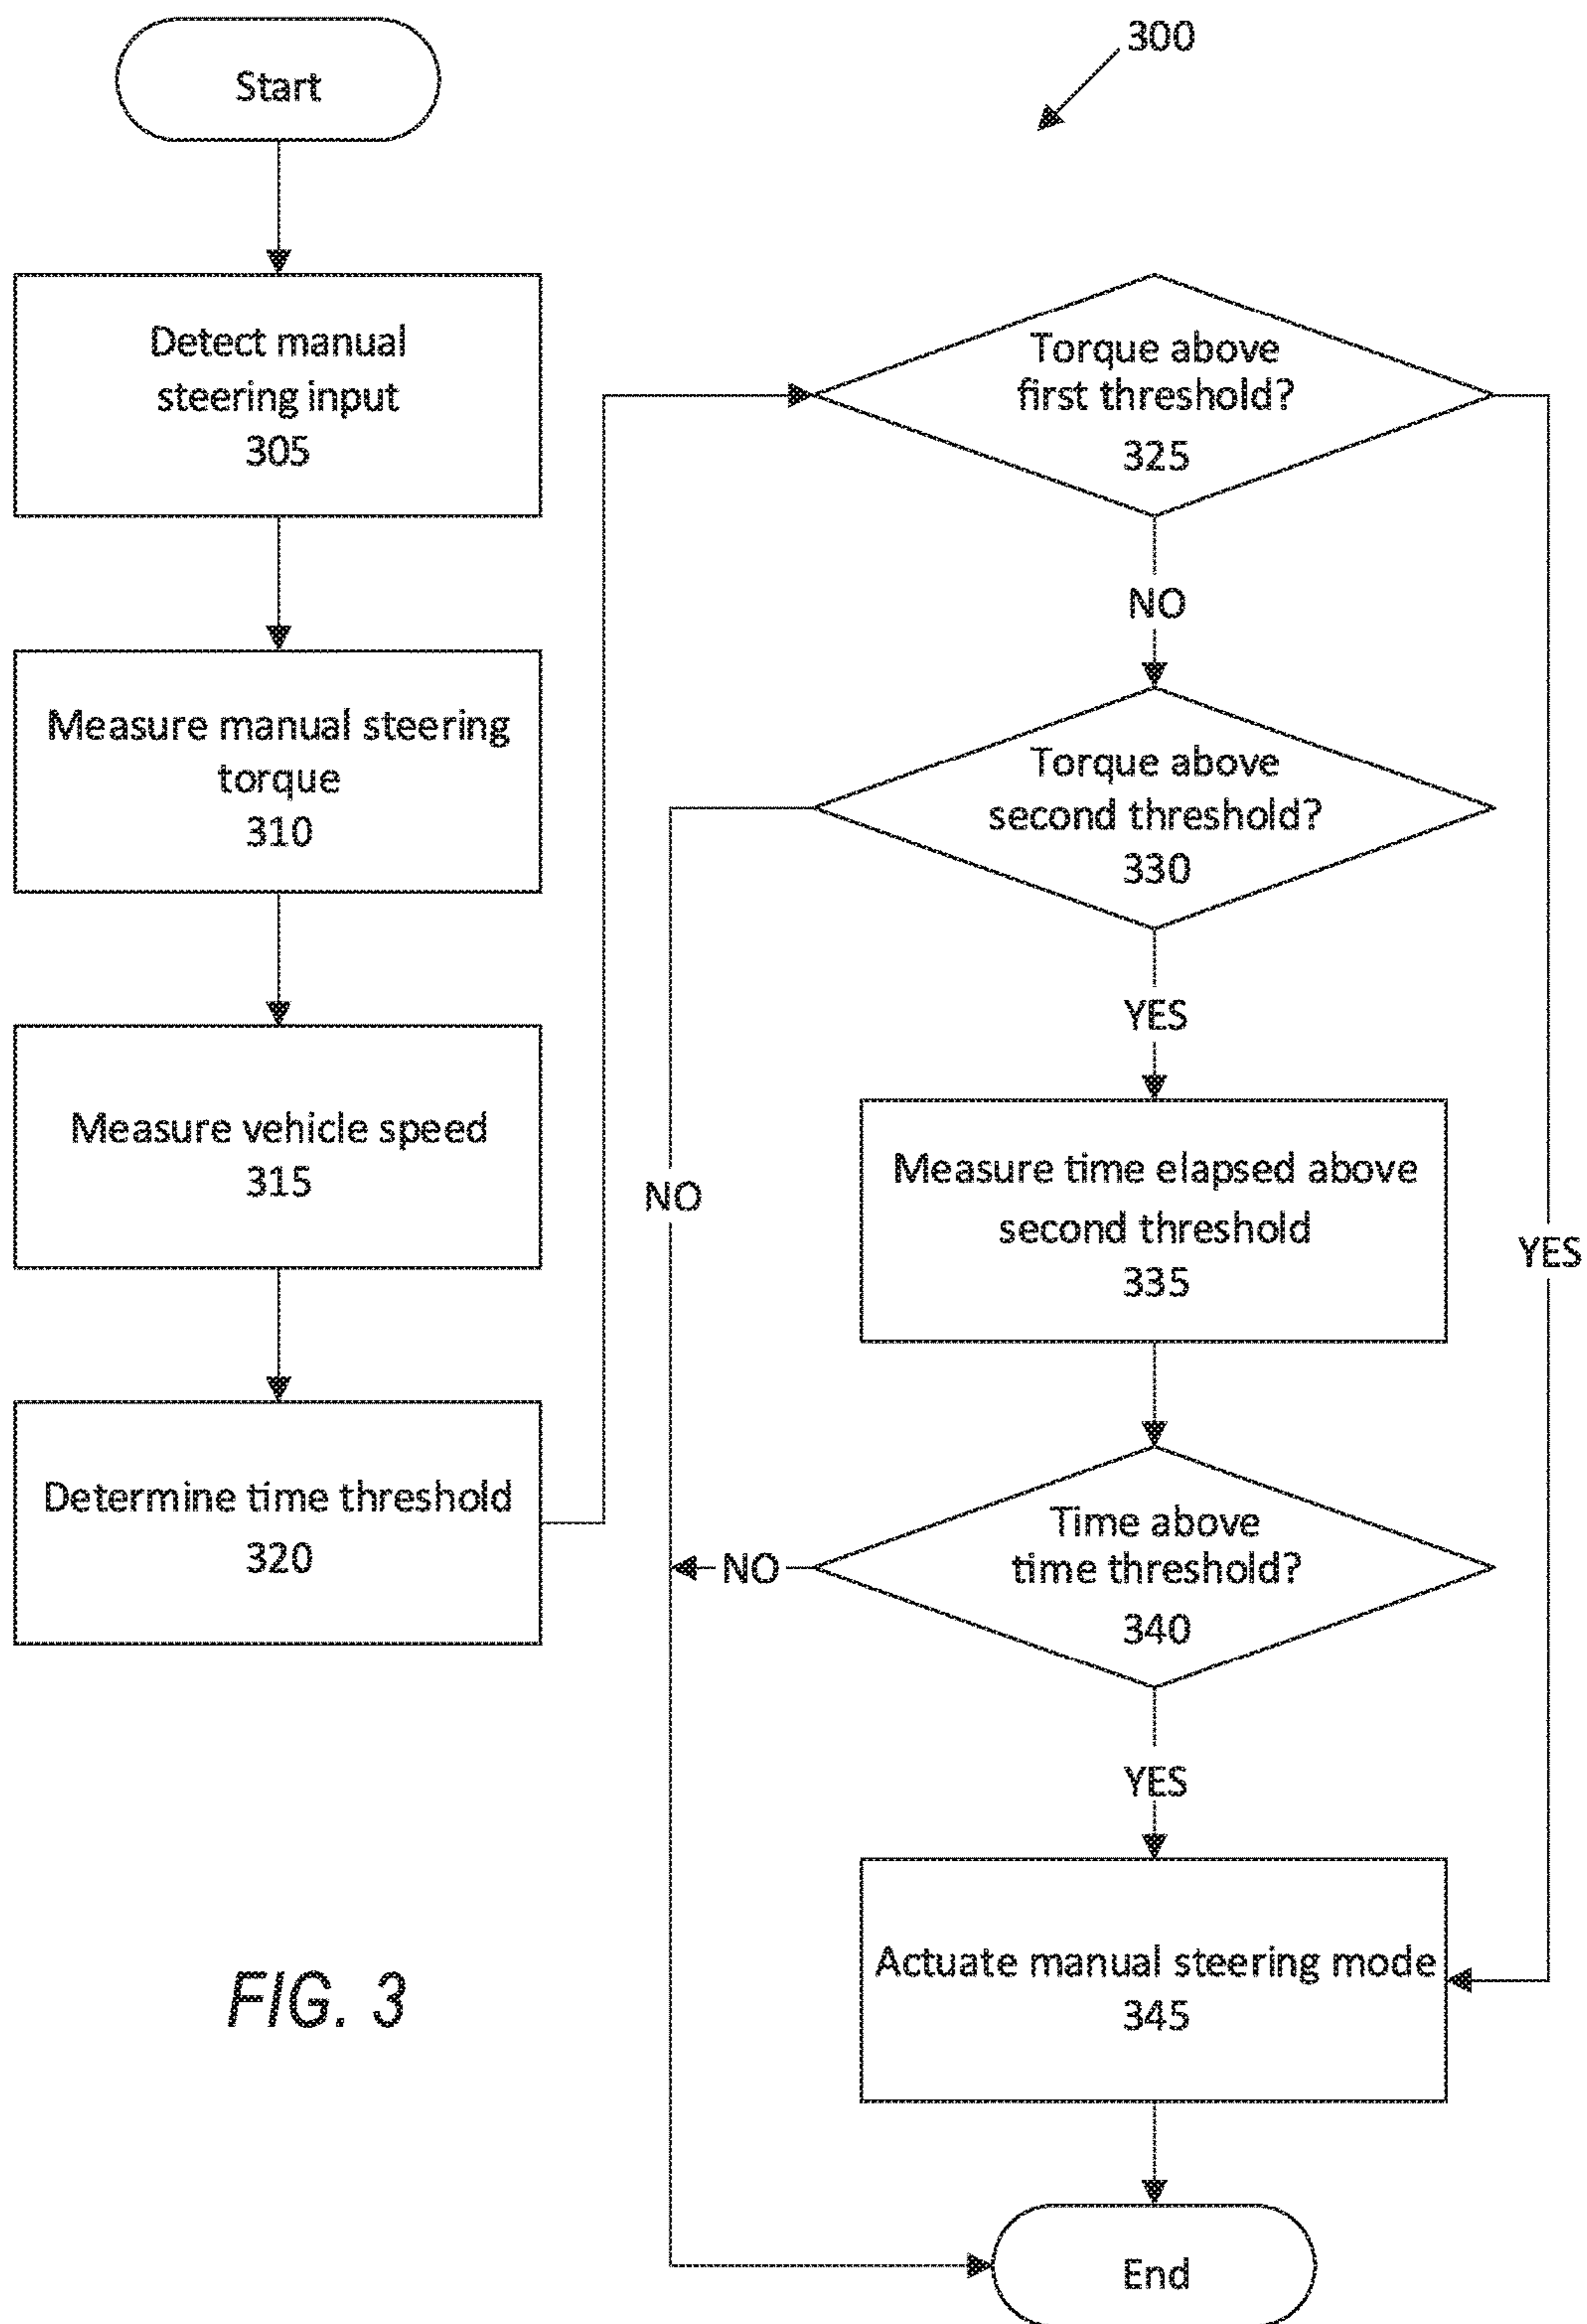 300
Start
Detect manual
steering input
305
Measure manual steering
torque
310
Measure vehicle speed
315
Determine time threshold
320
Torque above
first threshold?
325
NO
YES
Torque above
second threshold?
330
NO
YES
Measure time elapsed above
second threshold
335
Time above
time threshold?
340
NO
YES
Actuate manual steering mode
345
End
FIG. 3